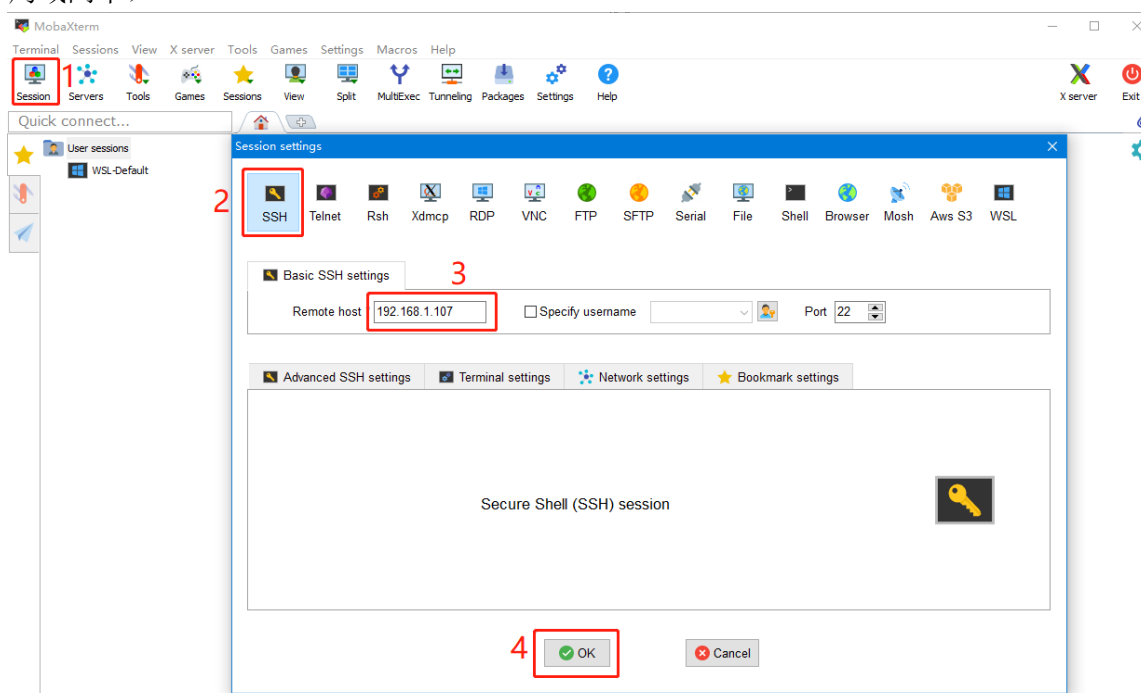 MobaXterm
Terminal Sessions View X server Tools Games Settings Macros Help
1
Session Servers Tools Games Sessions View Split MultiExec Tunneling Packages Settings Help X server Exit
Quick connect...
User sessions
WSL-Default
Session settings
2
SSH Telnet Rsh Xdmcp RDP VNC FTP SFTP Serial File Shell Browser Mosh Aws S3 WSL
Basic SSH settings
3
Remote host * 192.168.1.107 Specify username Port 22
Advanced SSH settings Terminal settings Network settings Bookmark settings
Secure Shell (SSH) session
4
OK Cancel